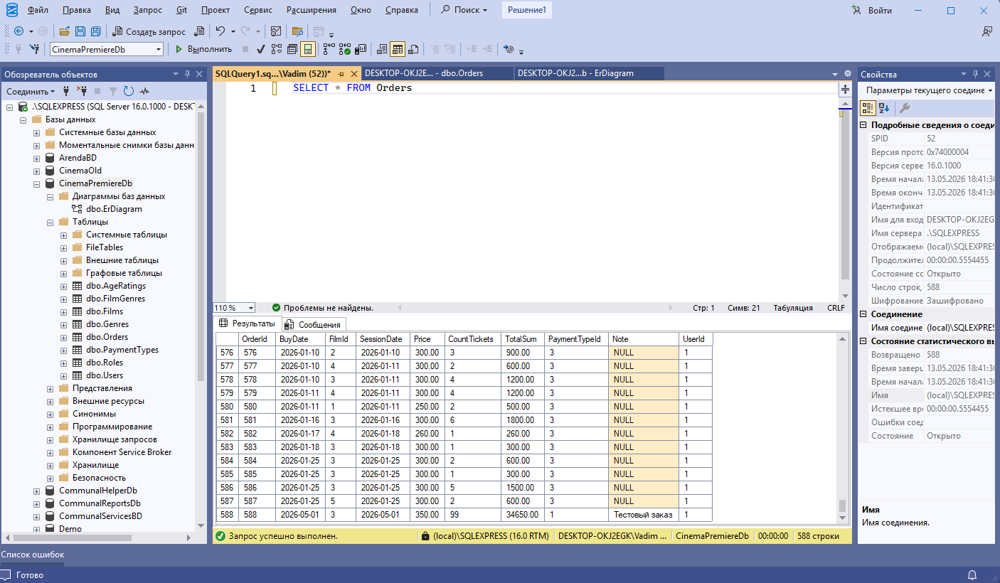 Файл Правка Вид Запрос Git Проект Сервис Расширения Окно Справка Поиск Решение1 Войти
Создать запрос
CinemaPremiereDb Выполнить
Обозреватель объектов
Соединить
.\SQLEXPRESS (SQL Server 16.0.1000 - DESKT
Базы данных
Системные базы данных
Моментальные снимки базы данн
ArendaBD
CinemaOld
CinemaPremiereDb
Диаграммы баз данных
dbo.ErDiagram
Таблицы
Системные таблицы
FileTables
Внешние таблицы
Графовые таблицы
dbo.AgeRatings
dbo.FilmGenres
dbo.Films
dbo.Genres
dbo.Orders
dbo.PaymentTypes
dbo.Roles
dbo.Users
Представления
Внешние ресурсы
Синонимы
Программирование
Хранилище запросов
Компонент Service Broker
Хранилище
Безопасность
CommunalHelperDb
CommunalReportsDb
CommunalServicesBD
Demo
SQLQuery1.sq...\Vadim (52))* DESKTOP-OKJ2E... - dbo.Orders DESKTOP-OKJ2...b - ErDiagram
1 SELECT * FROM Orders
110 % Проблемы не найдены. Стр: 1 Симв: 21 Табуляция CRLF
Результаты Сообщения
OrderId BuyDate FilmId SessionDate Price CountTickets TotalSum PaymentTypeId Note UserId
576 576 2026-01-10 2 2026-01-10 300.00 3 900.00 3 NULL 1
577 577 2026-01-10 4 2026-01-11 300.00 2 600.00 3 NULL 1
578 578 2026-01-10 3 2026-01-11 300.00 4 1200.00 3 NULL 1
579 579 2026-01-11 4 2026-01-11 300.00 4 1200.00 3 NULL 1
580 580 2026-01-11 1 2026-01-11 250.00 2 500.00 3 NULL 1
581 581 2026-01-16 3 2026-01-16 300.00 6 1800.00 3 NULL 1
582 582 2026-01-17 4 2026-01-18 260.00 1 260.00 3 NULL 1
583 583 2026-01-18 3 2026-01-18 300.00 1 300.00 3 NULL 1
584 584 2026-01-25 3 2026-01-25 300.00 2 600.00 3 NULL 1
585 585 2026-01-25 3 2026-01-25 300.00 1 300.00 3 NULL 1
586 586 2026-01-25 3 2026-01-25 300.00 5 1500.00 3 NULL 1
587 587 2026-01-25 5 2026-01-25 300.00 2 600.00 3 NULL 1
588 588 2026-05-01 3 2026-05-01 350.00 99 34650.00 1 Тестовый заказ 1
Запрос успешно выполнен. (local)\SQLEXPRESS (16.0 RTM) DESKTOP-OKJ2EGK\Vadim ... CinemaPremiereDb 00:00:00 588 строки
Свойства
Параметры текущего соедине
Подробные сведения о соеди
SPID 52
Версия прото 0x74000004
Версия серве 16.0.1000
Время начала 13.05.2026 18:41:36
Время оконч 13.05.2026 18:41:36
Идентификат
Имя для вход DESKTOP-OKJ2EG
Имя сервера .\SQLEXPRESS
Отображаем (local)\SQLEXPRES
Продолжител 00:00:00.5554455
Состояние сс Открыто
Число строк, 588
Шифрование Зашифровано
Соединение
Имя соедине (local)\SQLEXPRES
Состояние статистического вы
Возвращено 588
Время заверш 13.05.2026 18:41:36
Время начала 13.05.2026 18:41:36
Имя (local)\SQLEXPRES
Истекшее вре 00:00:00.5554455
Ошибки соед
Состояние Открыто
Имя
Имя соединения.
Список ошибок
Готово